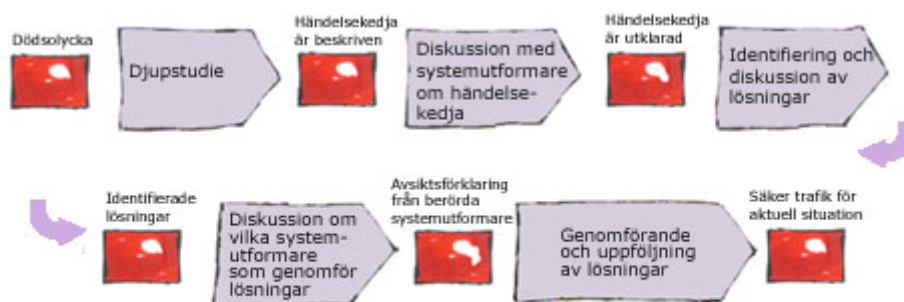 Dödsolycka
Djupstudie
Händelsekedja
är beskriven
Diskussion med
systemutformare
om händelse-
kedja
Händelsekedja
är utklarad
Identifiering och
diskussion av
lösningar
Identifierade
lösningar
Diskussion om
vilka system-
utformare
som genomför
lösningar
Avsiktsförklaring
från berörda
systemutformare
Genomförande
och uppföljning
av lösningar
Säker trafik för
aktuell situation